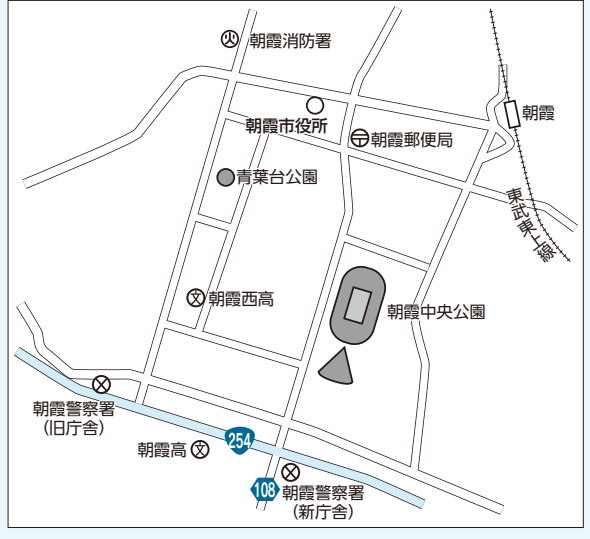 朝霞消防署
朝霞市役所
朝霞
朝霞郵便局
青葉台公園
東武東上線
朝霞西高
朝霞中央公園
朝霞警察署
(旧庁舎)
朝霞高
254
108
朝霞警察署
(新庁舎)